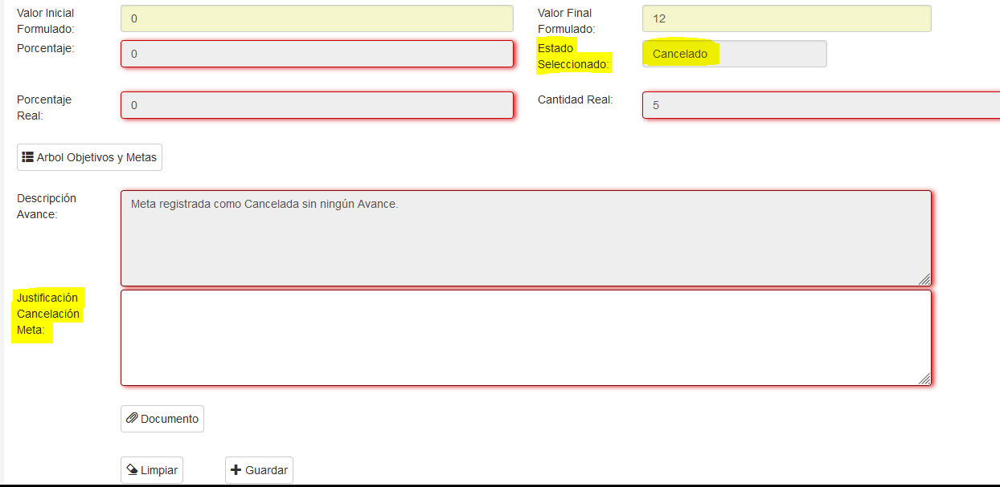 Valor Inicial
Formulado:
0
Valor Final
Formulado:
12
Porcentaje:
0
Estado
Seleccionado:
Cancelado
Porcentaje
Real:
0
Cantidad Real:
5
Arbol Objetivos y Metas
Descripción
Avance:
Meta registrada como Cancelada sin ningún Avance.
Justificación
Cancelación
Meta:
Documento
Limpiar
Guardar